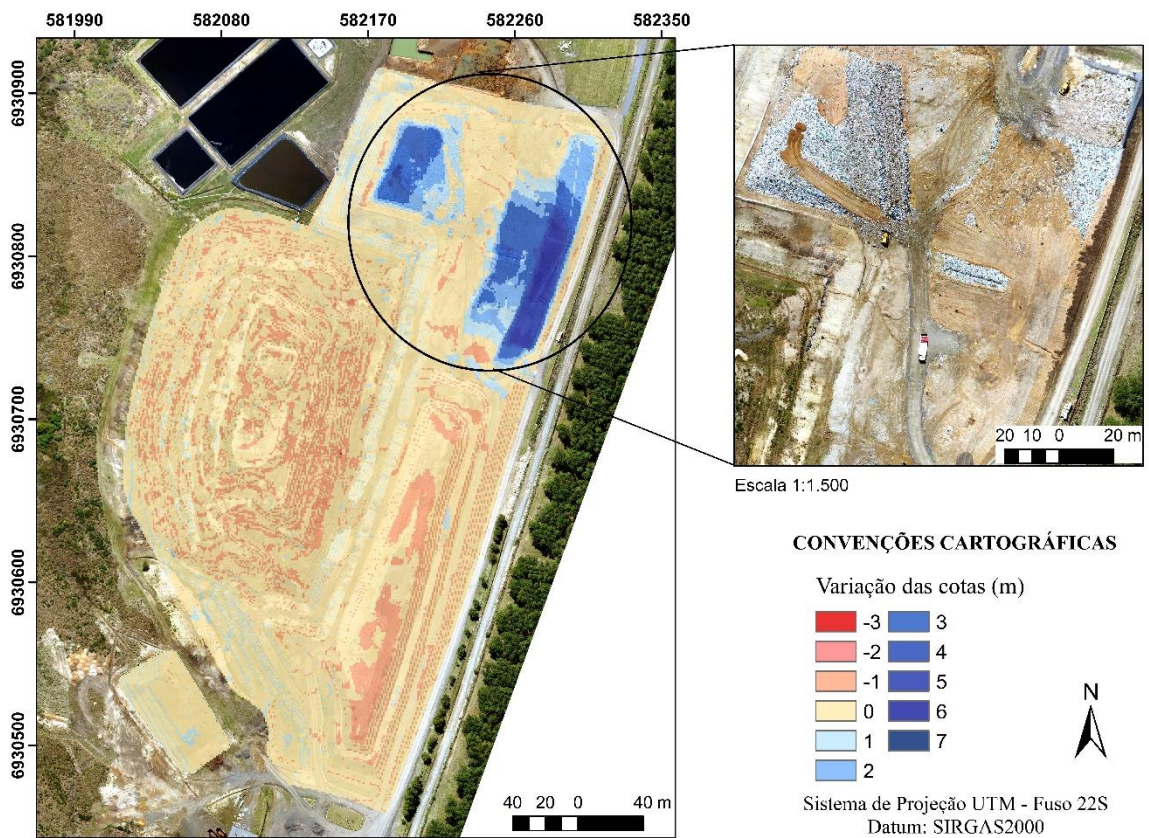 581990 582080 582170 582260 582350
6930900
6930800
6930700
6930600
6930500
40 20 0 40 m
20 10 0 20 m
Escala 1:1.500
CONVENÇÕES CARTOGRÁFICAS
Variação das cotas (m)
-3 3
-2 4
-1 5
0 6
1 7
2
N
Sistema de Projeção UTM - Fuso 22S
Datum: SIRGAS2000